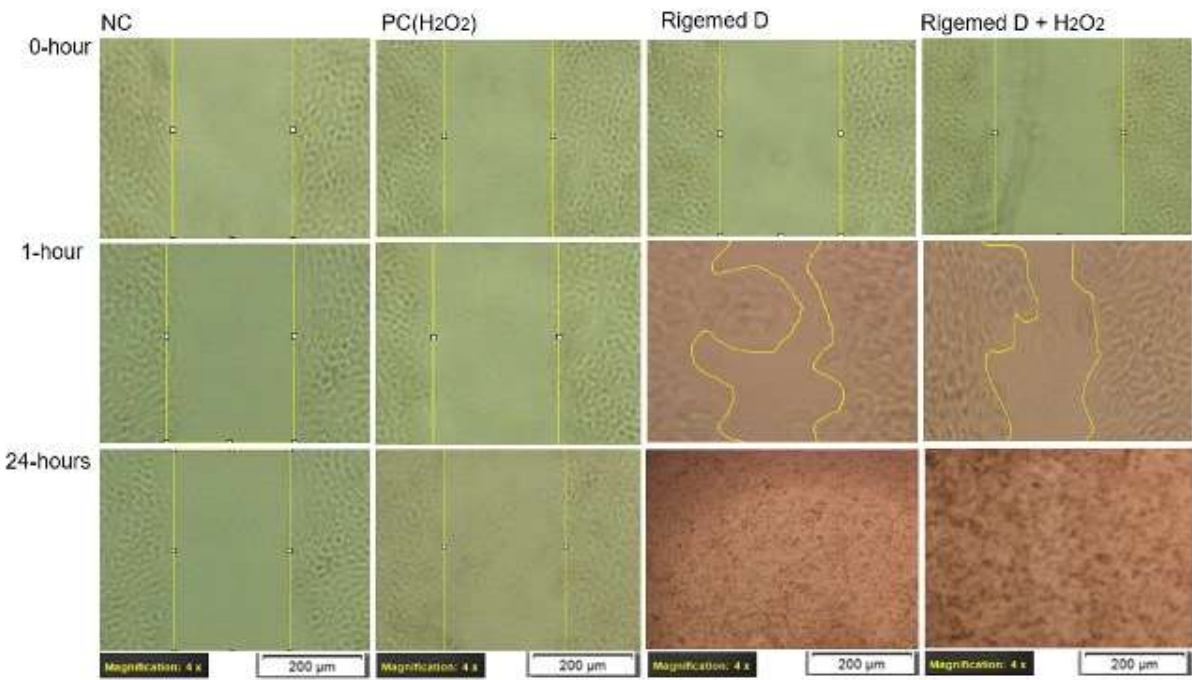 NC PC(H2O2) Rigemed D Rigemed D + H2O2
0-hour
1-hour
24-hours
Magnification: 4 x 200 µm Magnification: 4 x 200 µm Magnification: 4 x 200 µm Magnification: 4 x 200 µm